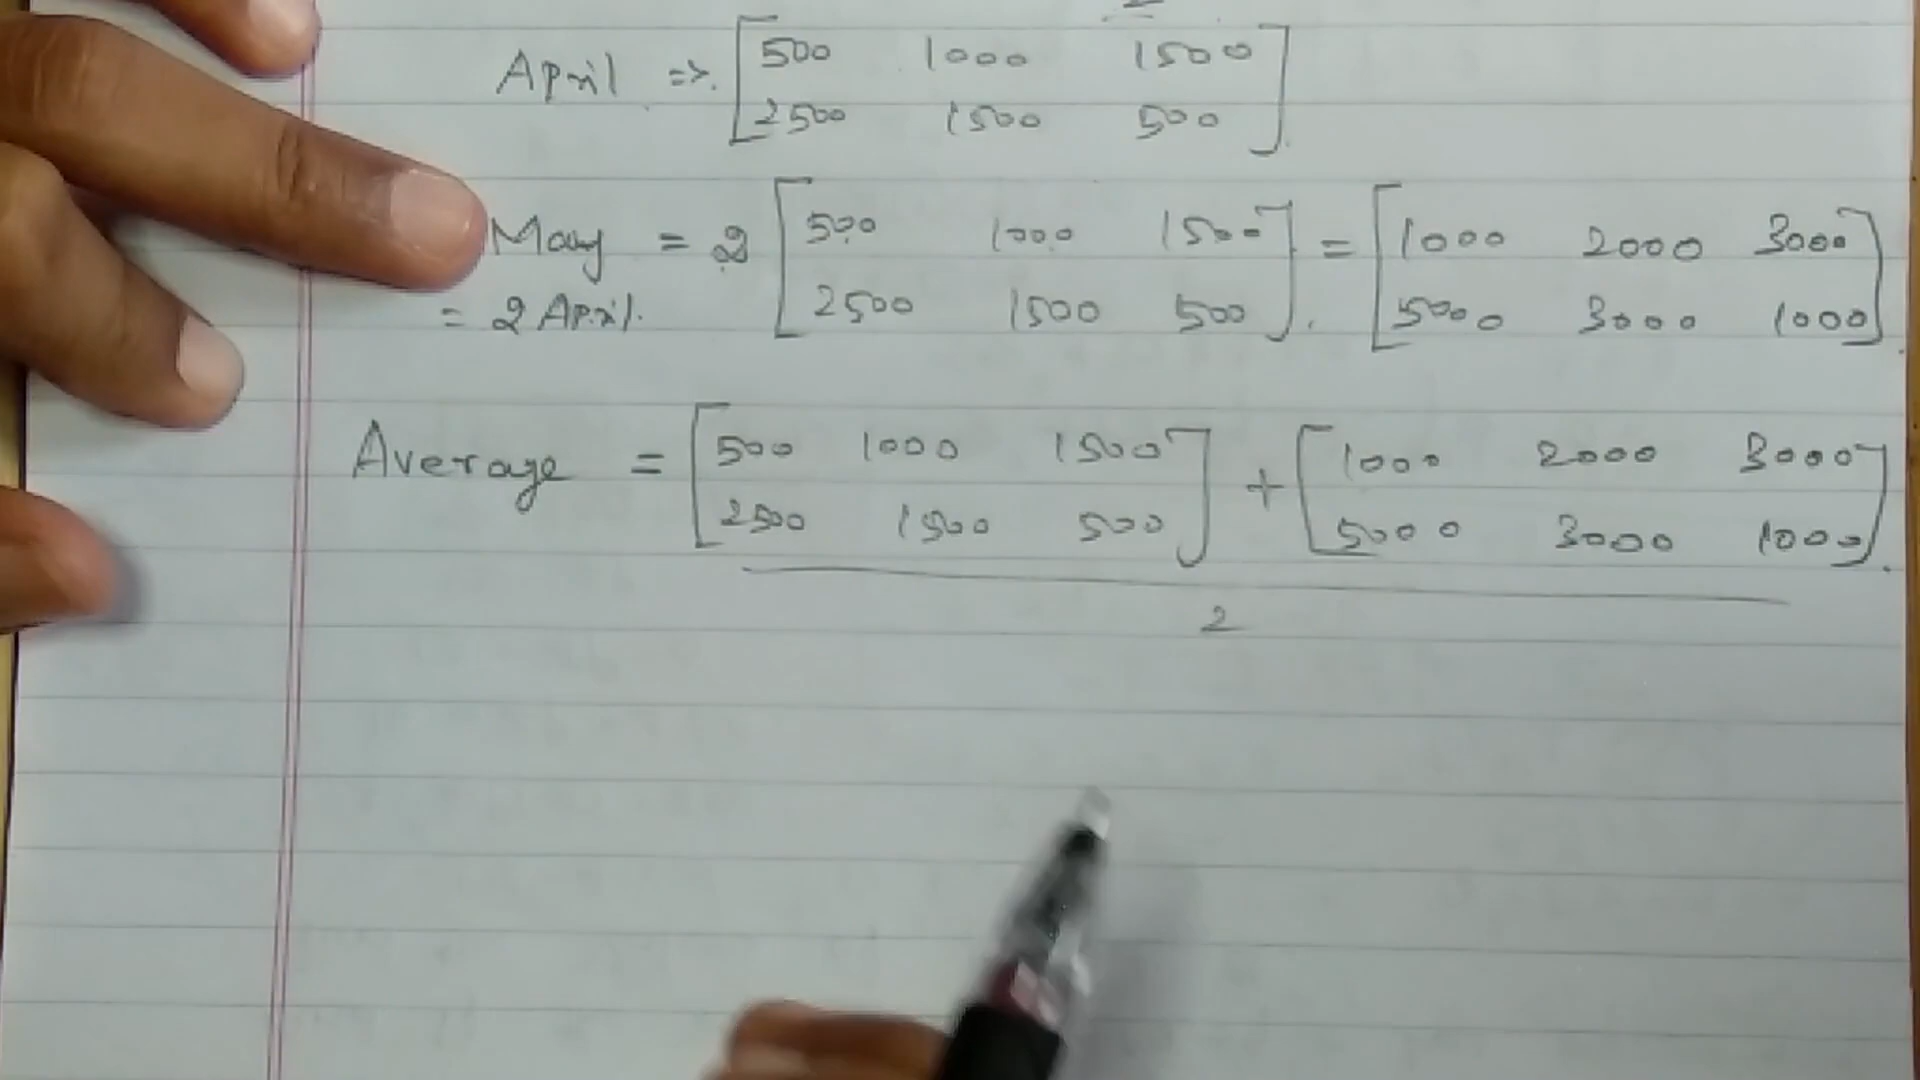 April => [500 1000 1500
2500 1500 500]
May = 2 [500 1000 1500 = [1000 2000 3000
= 2 April. 2500 1500 500]. 5000 3000 1000]
Average = [500 1000 1500 + [1000 2000 3000
2500 1500 500] 5000 3000 1000].
2